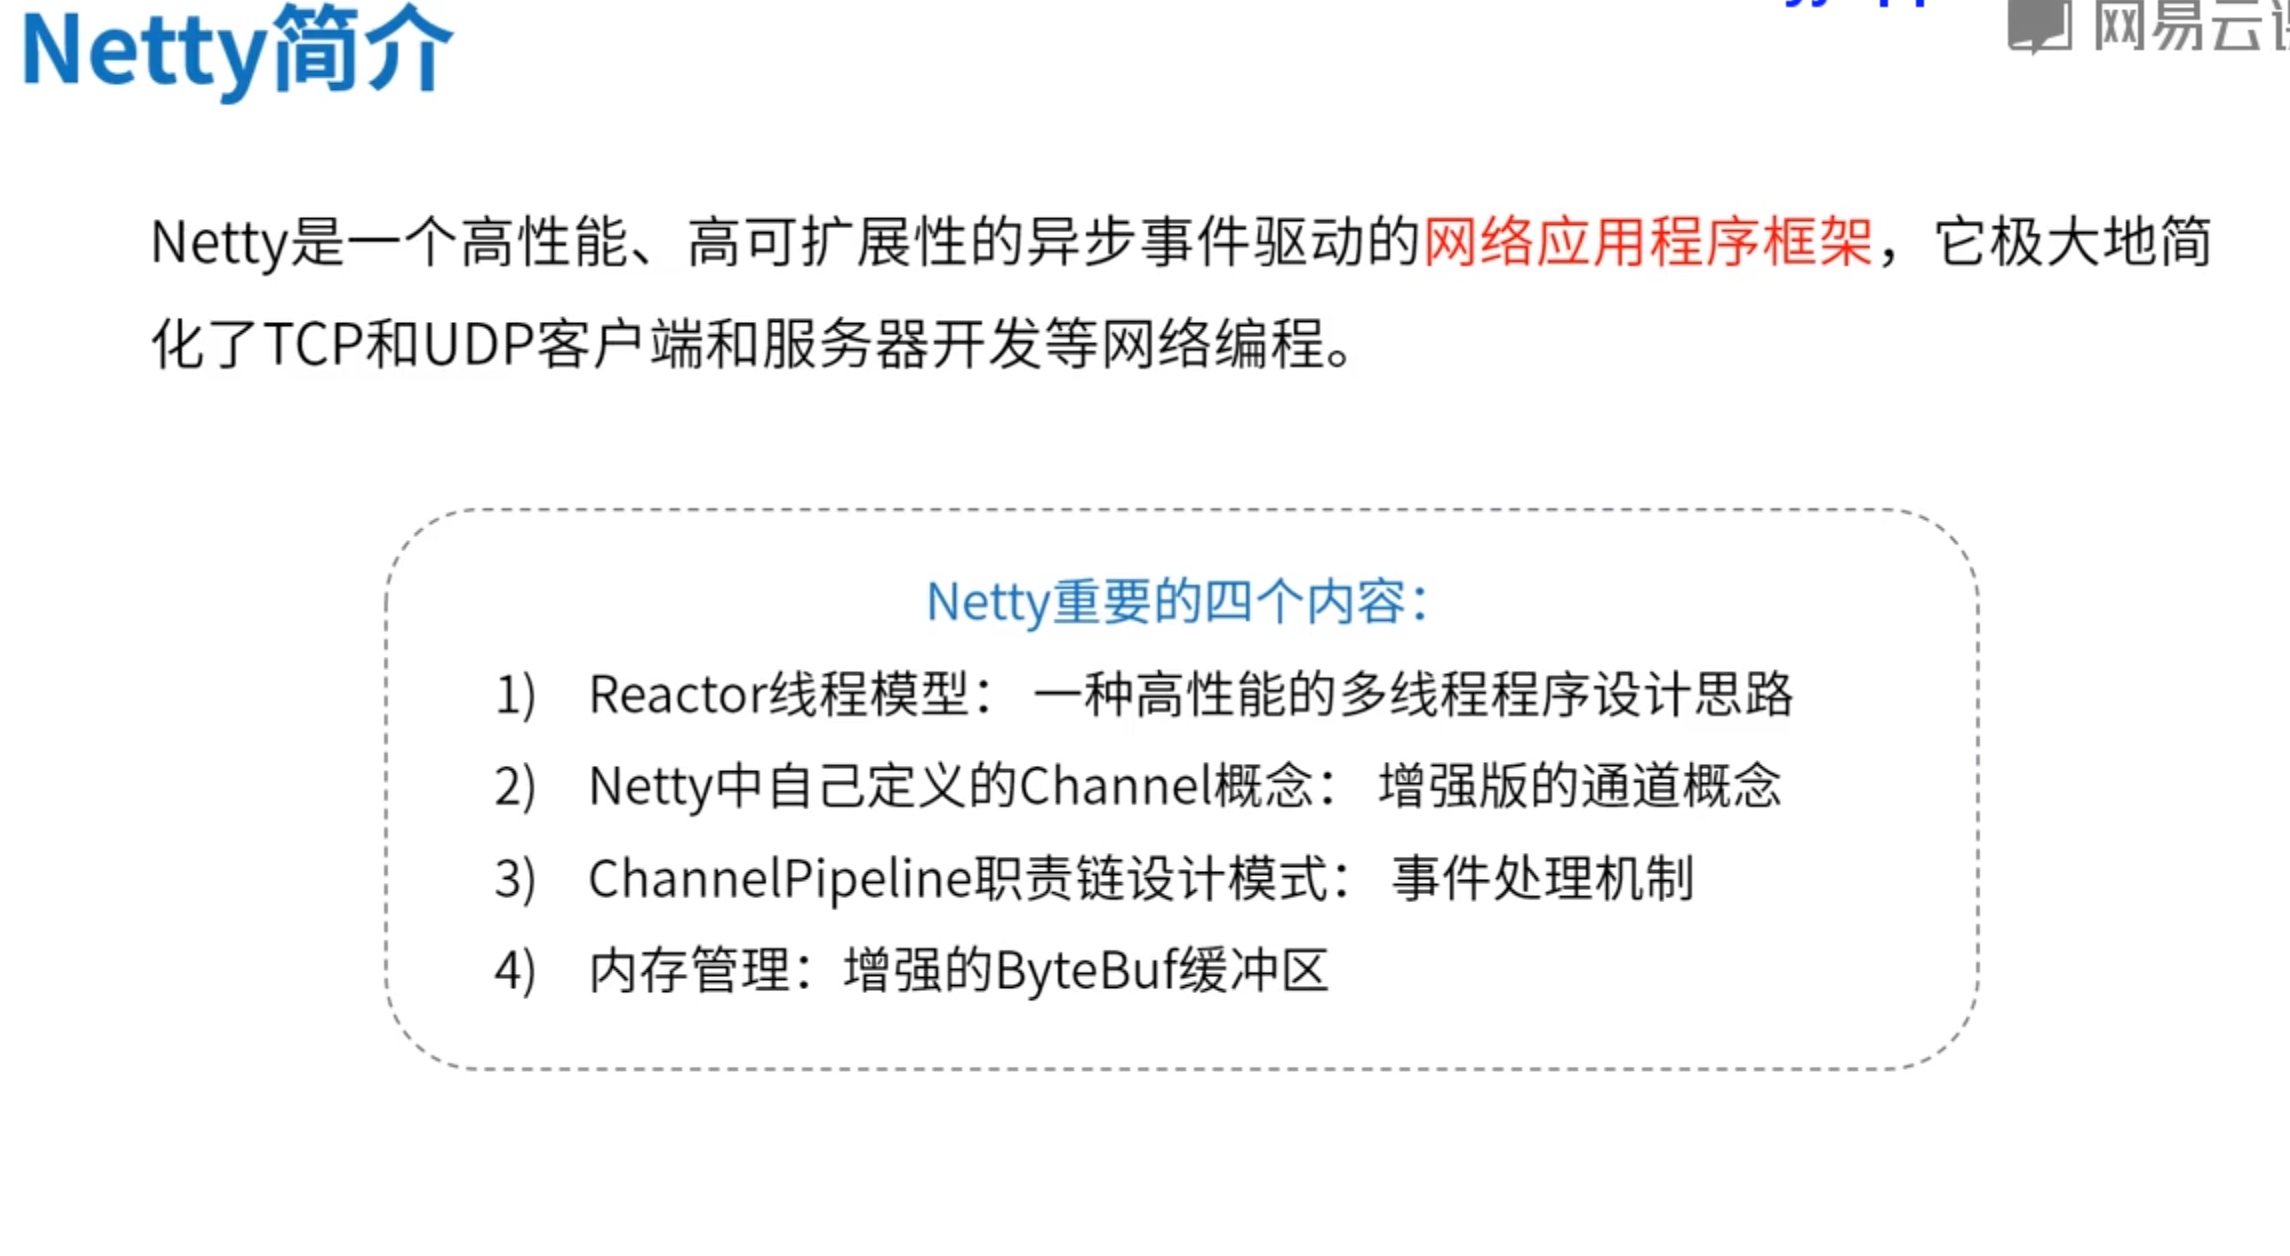 Netty简介
网易云
Netty是一个高性能、高可扩展性的异步事件驱动的网络应用程序框架，它极大地简
化了TCP和UDP客户端和服务器开发等网络编程。
Netty重要的四个内容：
1) Reactor线程模型： 一种高性能的多线程程序设计思路
2) Netty中自己定义的Channel概念： 增强版的通道概念
3) ChannelPipeline职责链设计模式： 事件处理机制
4) 内存管理：增强的ByteBuf缓冲区